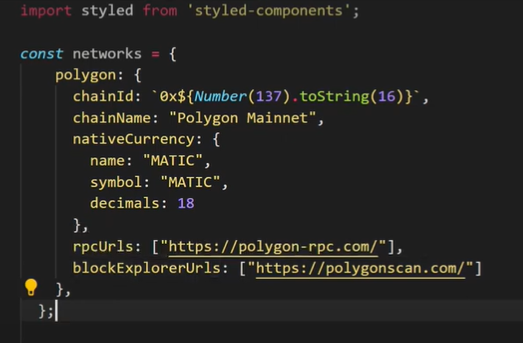 import styled from 'styled-components';
const networks = {
polygon: {
chainId: `0x${Number(137).toString(16)}`,
chainName: "Polygon Mainnet",
nativeCurrency: {
name: "MATIC",
symbol: "MATIC",
decimals: 18
},
rpcUrls: ["https://polygon-rpc.com/"],
blockExplorerUrls: ["https://polygonscan.com/"]
},
};